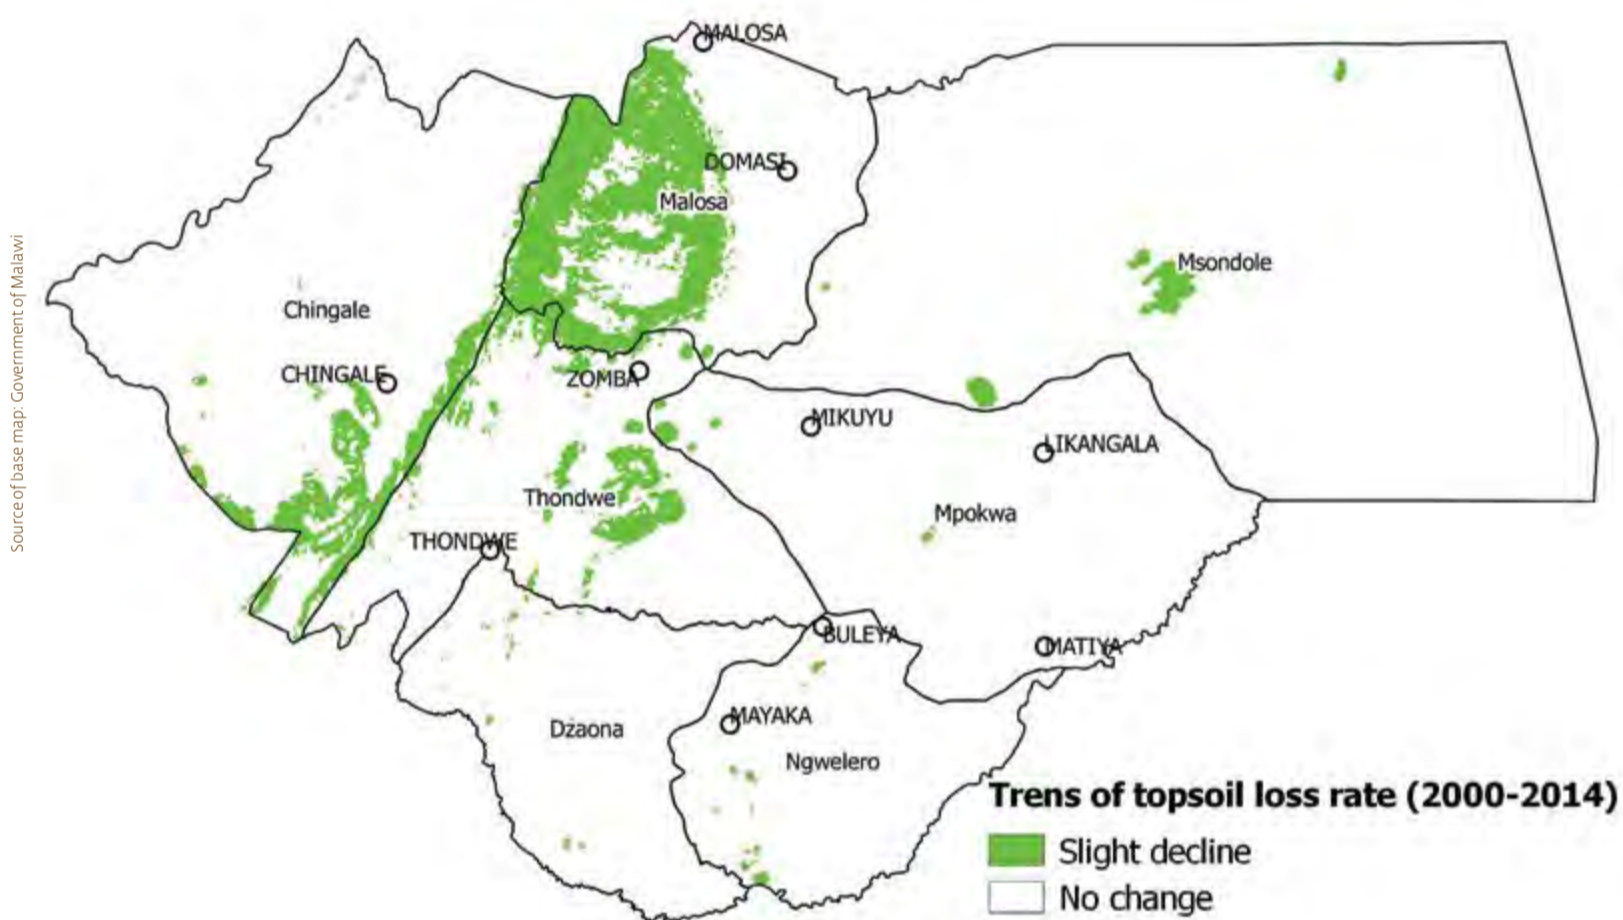 MALOSA
DOMASI
Malosa
Msondole
Chingale
CHINGALE
ZOMBA
MIKUYU
LIKANGALA
Thondwe
Mpokwa
THONDWE
BULEYA
MATIYA
MAYAKA
Dzaona
Ngwelero
Trens of topsoil loss rate (2000-2014)
Slight decline
No change
Source of base map: Government of Malawi